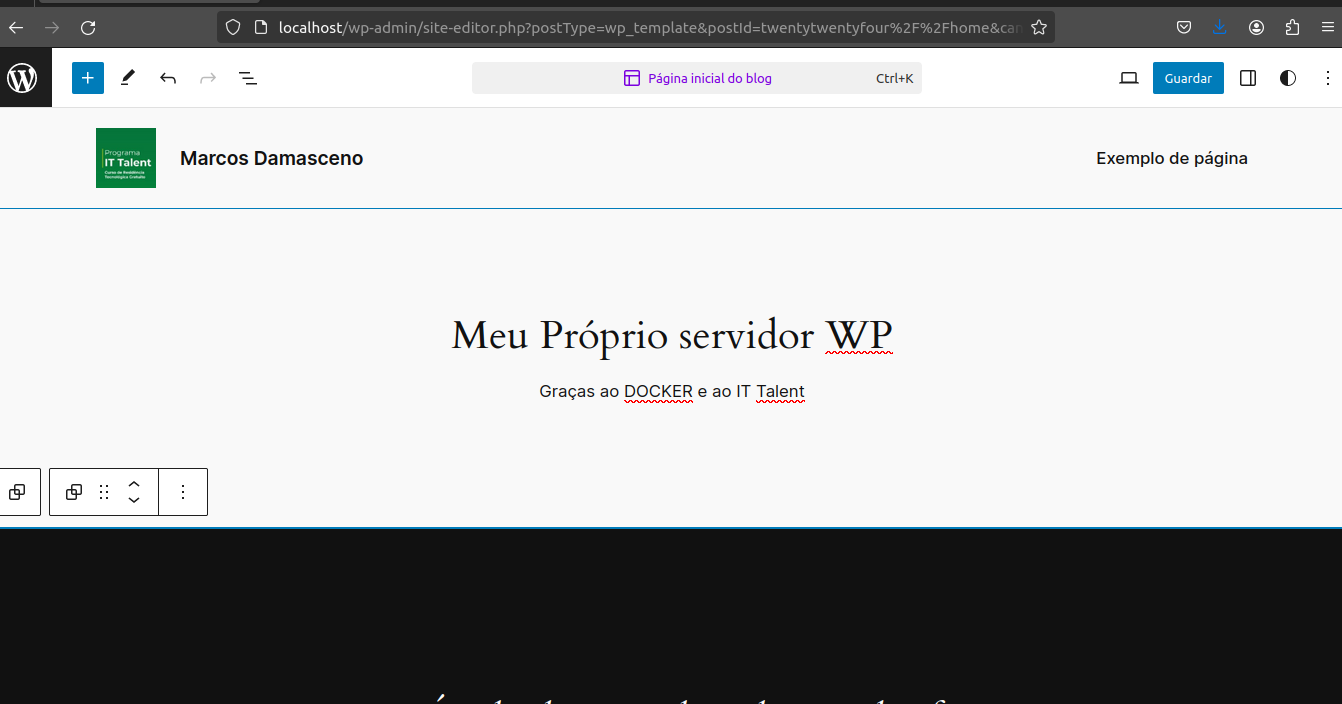 localhost/wp-admin/site-editor.php?postType=wp_template&postId=twentytwentyfour%2F%2Fhome&can
Página inicial do blog Ctrl+K
Guardar
Programa
IT Talent
Curso de Residência
Tecnológica Gratuito
Marcos Damasceno
Exemplo de página
Meu Próprio servidor WP
Graças ao DOCKER e ao IT Talent